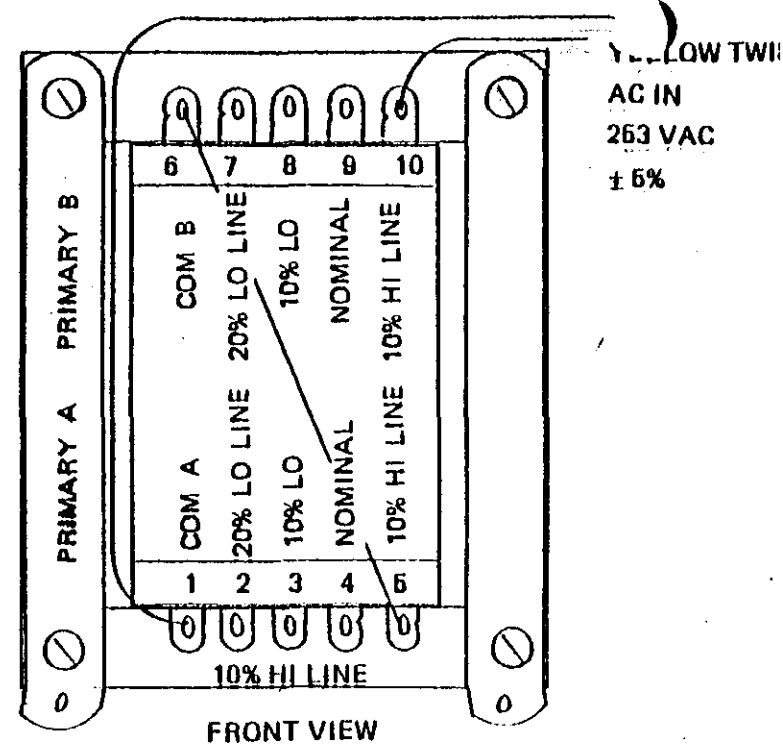 AC IN
263 VAC
± 6%
6 7 8 9 10
PRIMARY B
COM B
20% LO LINE
10% LO
NOMINAL
10% HI LINE
PRIMARY A
COM A
20% LO LINE
10% LO
NOMINAL
10% HI LINE
1 2 3 4 5
10% HI LINE
FRONT VIEW